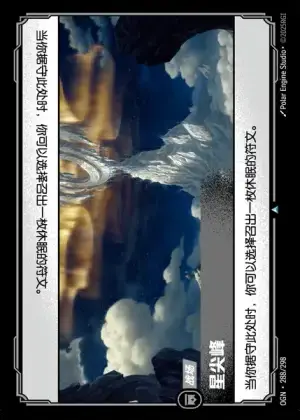 当你据守此处时，你可以选择召出一枚休眠的符文。
战场
星尖峰
当你据守此处时，你可以选择召出一枚休眠的符文。
OGN • 288/298
Polar Engine Studio • ©2025RGI